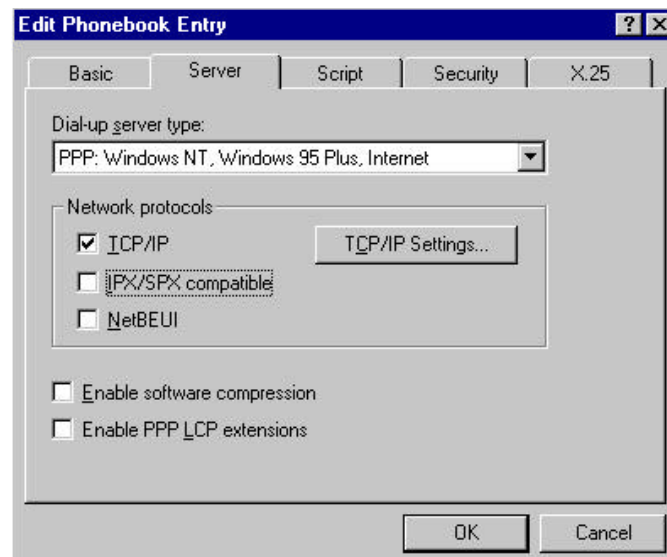 Edit Phonebook Entry
Basic Server Script Security X.25
Dial-up server type:
PPP: Windows NT, Windows 95 Plus, Internet
Network protocols
TCP/IP TCP/IP Settings...
IPX/SPX compatible
NetBEUI
Enable software compression
Enable PPP LCP extensions
OK Cancel